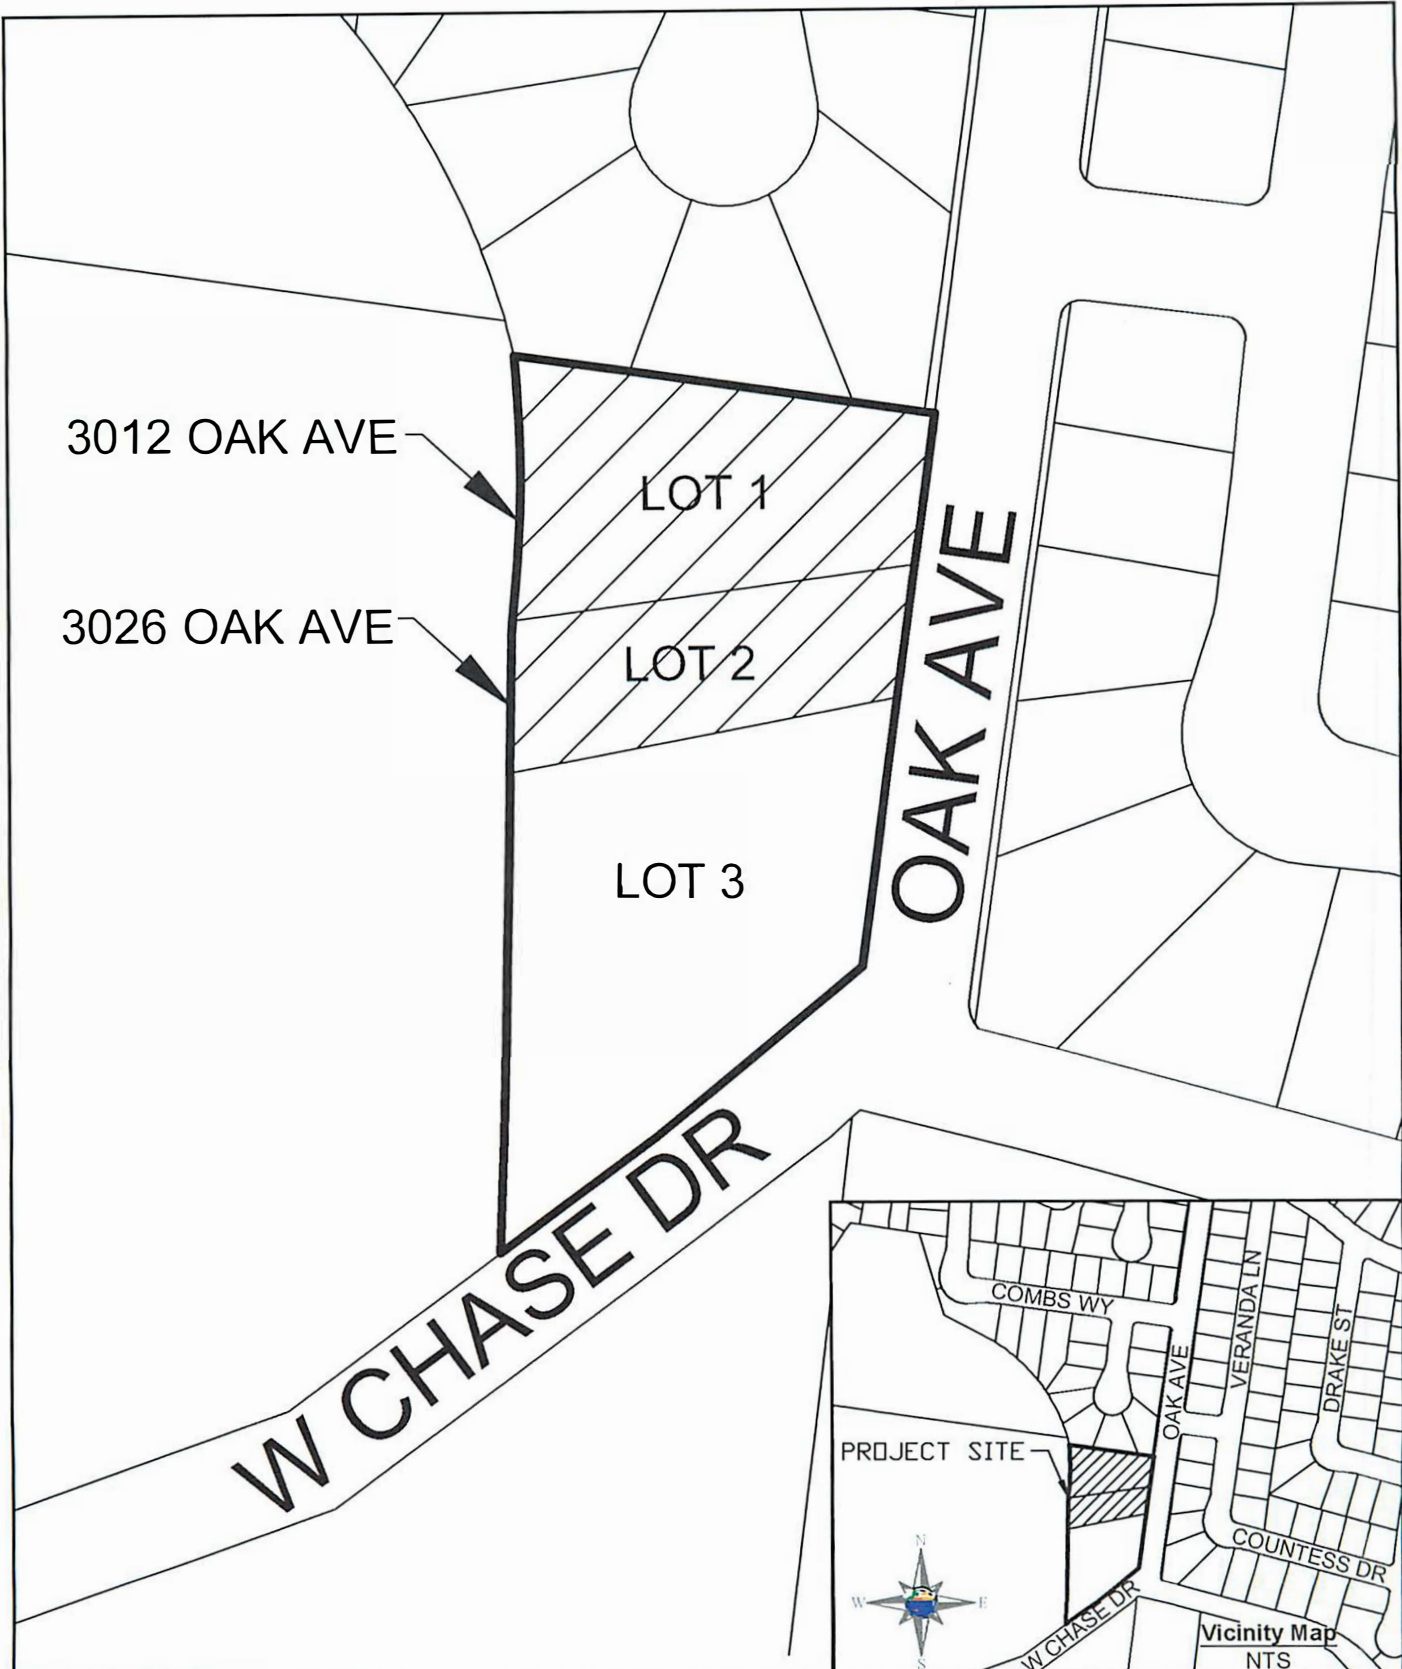 3012 OAK AVE
LOT 1
3026 OAK AVE
LOT 2
OAK AVE
LOT 3
W CHASE DR
COMBS WY
VERANDA LN
DRAKE ST
OAK AVE
PROJECT SITE
COUNTESS DR
N
W
E
S
W CHASE DR
Vicinity Map
NTS